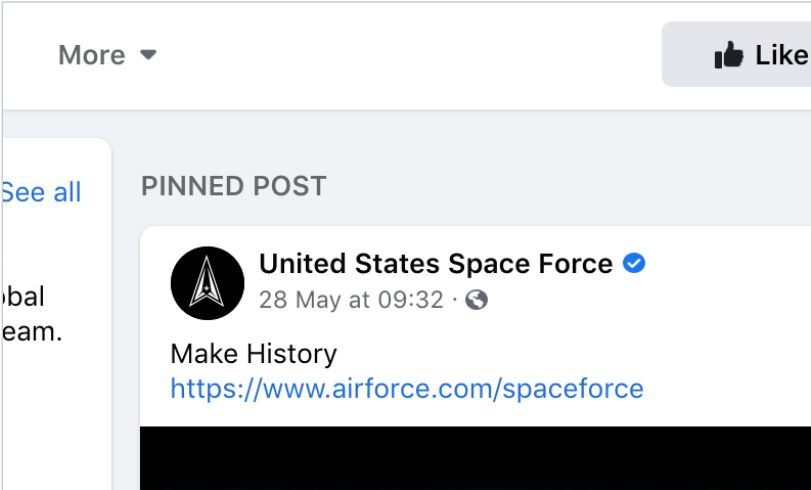 More
Like
See all
PINNED POST
United States Space Force
28 May at 09:32 ·
obal
eam.
Make History
https://www.airforce.com/spaceforce